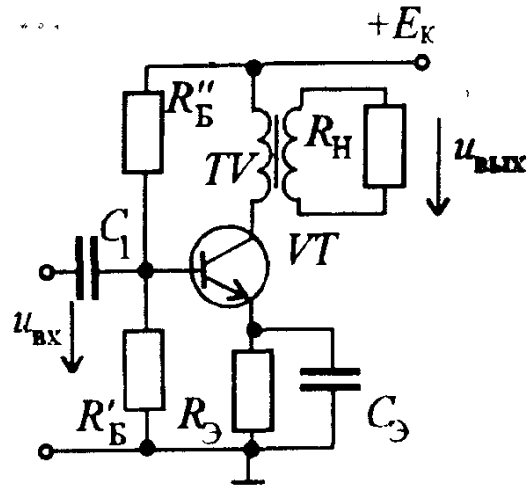 +E_К
R″_Б
R_Н
u_вых
TV
C_1
VT
u_вх
R′_Б
R_Э
C_Э